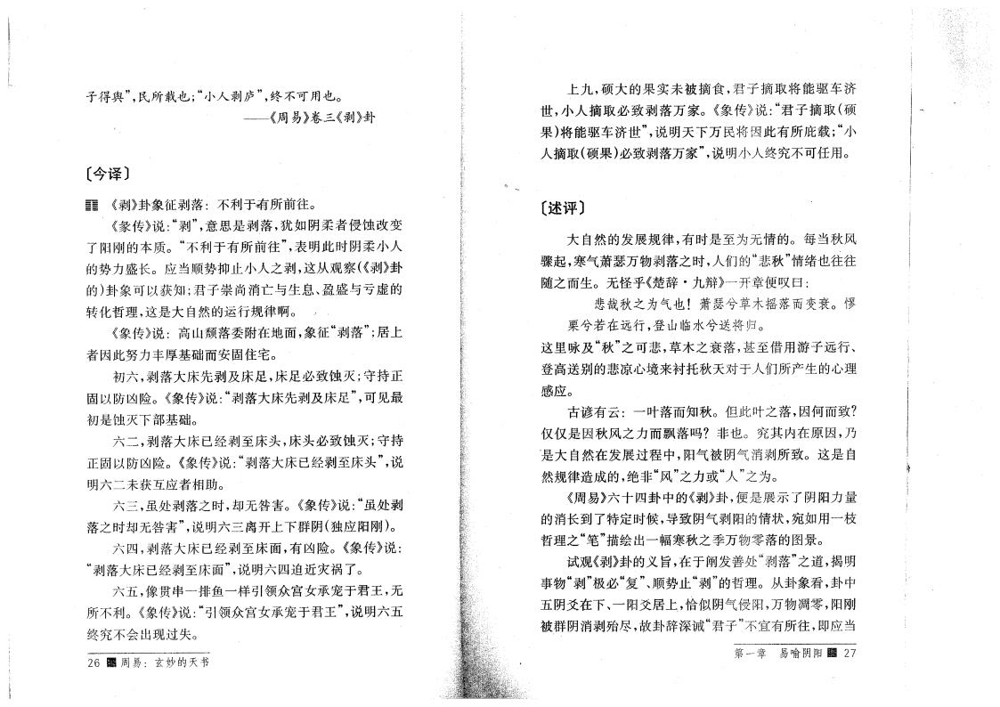 子得舆”,民所载也;“小人剥庐”,终不可用也。
——《周易》卷三《剥》卦
〔今译〕
䷖ 《剥》卦象征剥落: 不利于有所前往。
《彖传》说:“剥”,意思是剥落,犹如阴柔者侵蚀改变
了阳刚的本质。“不利于有所前往”,表明此时阴柔小人
的势力盛长。应当顺势抑止小人之剥,这从观察(《剥》卦
的)卦象可以获知;君子崇尚消亡与生息、盈盛与亏虚的
转化哲理,这是大自然的运行规律啊。
《象传》说: 高山颓落委附在地面,象征“剥落”;居上
者因此努力丰厚基础而安固住宅。
初六,剥落大床先剥及床足,床足必致蚀灭;守持正
固以防凶险。《象传》说:“剥落大床先剥及床足”,可见最
初是蚀灭下部基础。
六二,剥落大床已经剥至床头,床头必致蚀灭;守持
正固以防凶险。《象传》说:“剥落大床已经剥至床头”,说
明六二未获互应者相助。
六三,虽处剥落之时,却无咎害。《象传》说:“虽处剥
落之时却无咎害”,说明六三离开上下群阴(独应阳刚)。
六四,剥落大床已经剥至床面,有凶险。《象传》说:
“剥落大床已经剥至床面”,说明六四迫近灾祸了。
六五,像贯串一排鱼一样引领众宫女承宠于君王,无
所不利。《象传》说:“引领众宫女承宠于君王”,说明六五
终究不会出现过失。
26 周易: 玄妙的天书
上九,硕大的果实未被摘食,君子摘取将能驱车济
世,小人摘取必致剥落万家。《象传》说:“君子摘取(硕
果)将能驱车济世”,说明天下万民将因此有所庇载;“小
人摘取(硕果)必致剥落万家”,说明小人终究不可任用。
〔述评〕
大自然的发展规律,有时是至为无情的。每当秋风
骤起,寒气萧瑟万物剥落之时,人们的“悲秋”情绪也往往
随之而生。无怪乎《楚辞·九辩》一开章便叹曰:
悲哉秋之为气也! 萧瑟兮草木摇落而变衰。憀
栗兮若在远行,登山临水兮送将归。
这里咏及“秋”之可悲,草木之衰落,甚至借用游子远行、
登高送别的悲凉心境来衬托秋天对于人们所产生的心理
感应。
古谚有云: 一叶落而知秋。但此叶之落,因何而致?
仅仅是因秋风之力而飘落吗? 非也。究其内在原因,乃
是大自然在发展过程中,阳气被阴气消剥所致。这是自
然规律造成的,绝非“风”之力或“人”之为。
《周易》六十四卦中的《剥》卦,便是展示了阴阳力量
的消长到了特定时候,导致阴气剥阳的情状,宛如用一枝
哲理之“笔”描绘出一幅寒秋之季万物零落的图景。
试观《剥》卦的义旨,在于阐发善处“剥落”之道,揭明
事物“剥”极必“复”、顺势止“剥”的哲理。从卦象看,卦中
五阴爻在下、一阳爻居上,恰似阴气侵阳,万物凋零,阳刚
被群阴消剥殆尽,故卦辞深诫“君子”不宜有所往,即应当
第一章 易喻阴阳 27